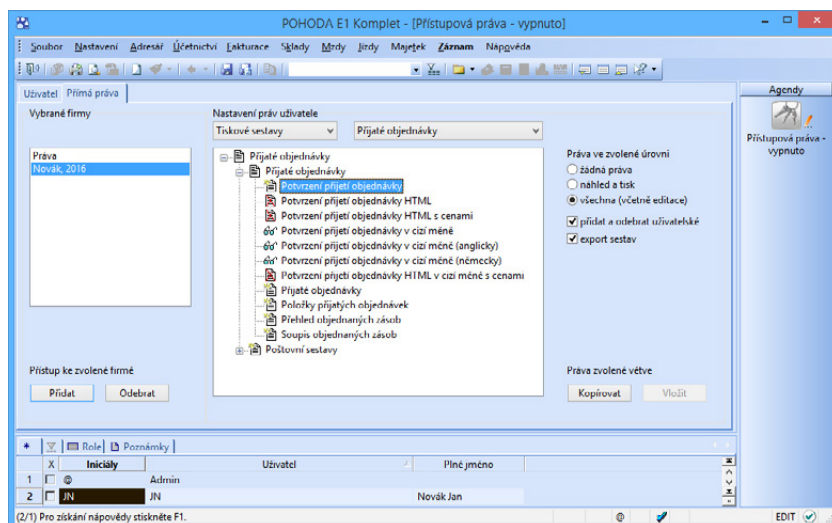 POHODA E1 Komplet - [Přístupová práva - vypnuto]
Soubor Nastavení Adresář Účetnictví Fakturace Sklady Mzdy Jízdy Majetek Záznam Nápověda
Uživatel Přímá práva
Agendy
Přístupová práva - vypnuto
Vybrané firmy
Práva
Novák, 2016
Nastavení práv uživatele
Tiskové sestavy Přijaté objednávky
Přijaté objednávky
Přijaté objednávky
Potvrzení přijetí objednávky
Potvrzení přijetí objednávky HTML
Potvrzení přijetí objednávky HTML s cenami
Potvrzení přijetí objednávky v cizí měně
Potvrzení přijetí objednávky v cizí měně (anglicky)
Potvrzení přijetí objednávky v cizí měně (německy)
Potvrzení přijetí objednávky HTML v cizí měně s cenami
Přijaté objednávky
Položky přijatých objednávek
Přehled objednaných zásob
Soupis objednaných zásob
Poštovní sestavy
Práva ve zvolené úrovni
žádná práva
náhled a tisk
všechna (včetně editace)
přidat a odebrat uživatelské
export sestav
Přístup ke zvolené firmě
Přidat Odebrat
Práva zvolené větve
Kopírovat Vložit
* Role Poznámky
X Iniciály Uživatel Plné jméno
1 @ Admin
2 JN JN Novák Jan
(2/1) Pro získání nápovědy stiskněte F1. @ EDIT